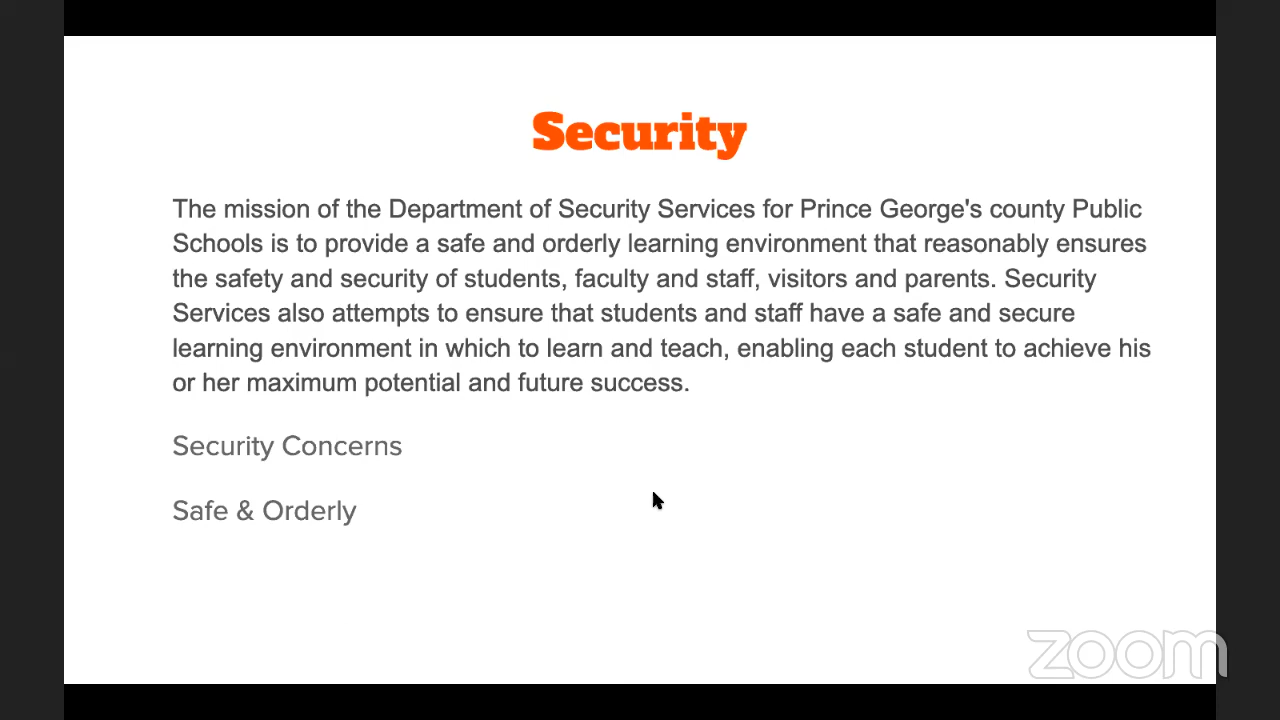 Security
The mission of the Department of Security Services for Prince George's county Public
Schools is to provide a safe and orderly learning environment that reasonably ensures
the safety and security of students, faculty and staff, visitors and parents. Security
Services also attempts to ensure that students and staff have a safe and secure
learning environment in which to learn and teach, enabling each student to achieve his
or her maximum potential and future success.
Security Concerns
Safe & Orderly
zoom